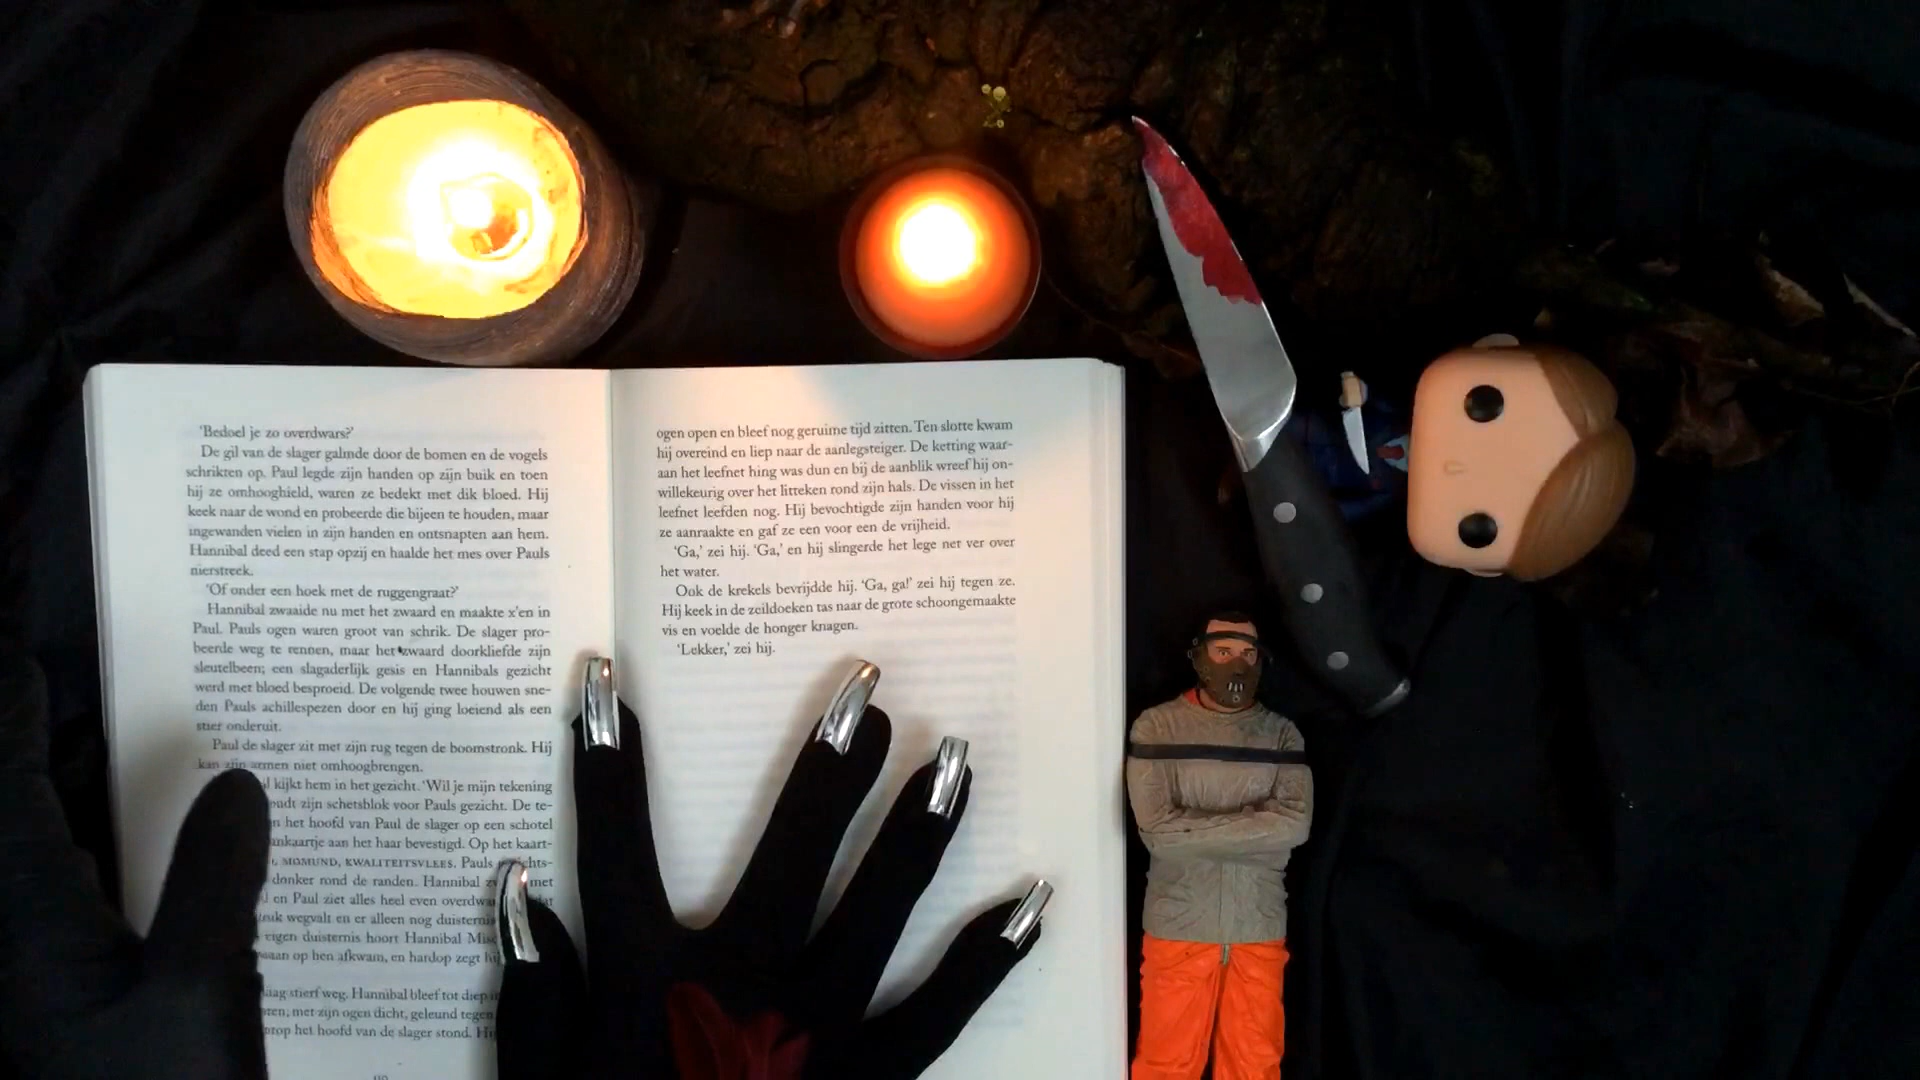 'Bedoel je zo overdwars?'
De gil van de slager galmde door de bomen en de vogels
schrikten op. Paul legde zijn handen op zijn buik en toen
hij ze omhooghield, waren ze bedekt met dik bloed. Hij
keek naar de wond en probeerde die bijeen te houden, maar
ingewanden vielen in zijn handen en ontsnapten aan hem.
Hannibal deed een stap opzij en haalde het mes over Pauls
nierstreek.
'Of onder een hoek met de ruggengraat?'
Hannibal zwaaide nu met het zwaard en maakte x'en in
Paul. Pauls ogen waren groot van schrik. De slager pro-
beerde weg te rennen, maar het zwaard doorkliefde zijn
sleutelbeen; een slagaderlijk gesis en Hannibals gezicht
werd met bloed besproeid. De volgende twee houwen sne-
den Pauls achillespezen door en hij ging loeiend als een
stier onderuit.
Paul de slager zit met zijn rug tegen de boomstronk. Hij
kan zijn armen niet omhoogbrengen.
kijkt hem in het gezicht. 'Wil je mijn tekening
zijn schetsblok voor Pauls gezicht. De te-
het hoofd van Paul de slager op een schotel
aan het haar bevestigd. Op het kaart-
MOMUND, KWALITEITSVLEES. Pauls
donker rond de randen. Hannibal met
en Paul ziet alles heel even overdwars
wegvalt en er alleen nog duisternis
eigen duisternis hoort Hannibal
op hen afkwam, en hardop zegt
stierf weg. Hannibal bleef tot diep
met zijn ogen dicht, geleund tegen
het hoofd van de slager stond. Hij
ogen open en bleef nog geruime tijd zitten. Ten slotte kwam
hij overeind en liep naar de aanlegsteiger. De ketting waar-
aan het leefnet hing was dun en bij de aanblik wreef hij on-
willekeurig over het litteken rond zijn hals. De vissen in het
leefnet leefden nog. Hij bevochtigde zijn handen voor hij
ze aanraakte en gaf ze een voor een de vrijheid.
'Ga,' zei hij. 'Ga,' en hij slingerde het lege net ver over
het water.
Ook de krekels bevrijdde hij. 'Ga, ga!' zei hij tegen ze.
Hij keek in de zeildoeken tas naar de grote schoongemaakte
vis en voelde de honger knagen.
'Lekker,' zei hij.